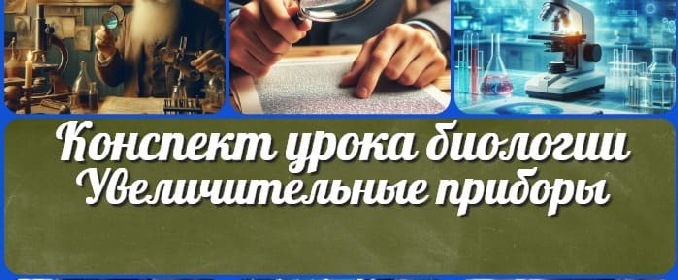 Конспект урока биологии
Увеличительные приборы